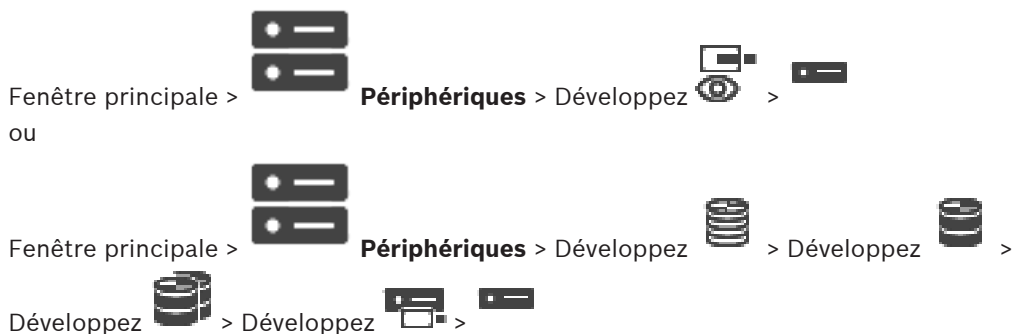 Fenêtre principale > Périphériques > Développez >
ou
Fenêtre principale > Périphériques > Développez > Développez >
Développez > Développez >